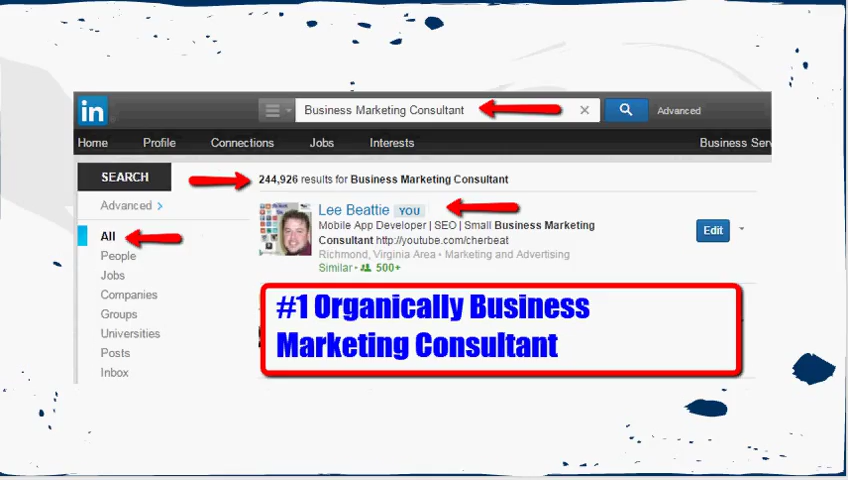 in
Business Marketing Consultant
Advanced
Home Profile Connections Jobs Interests Business Serv
SEARCH
244,926 results for Business Marketing Consultant
Advanced
Lee Beattie YOU
Mobile App Developer | SEO | Small Business Marketing
Consultant http://youtube.com/cherbeat
Edit
Richmond, Virginia Area • Marketing and Advertising
Similar • 500+
All
People
Jobs
Companies
Groups
Universities
Posts
Inbox
#1 Organically Business
Marketing Consultant